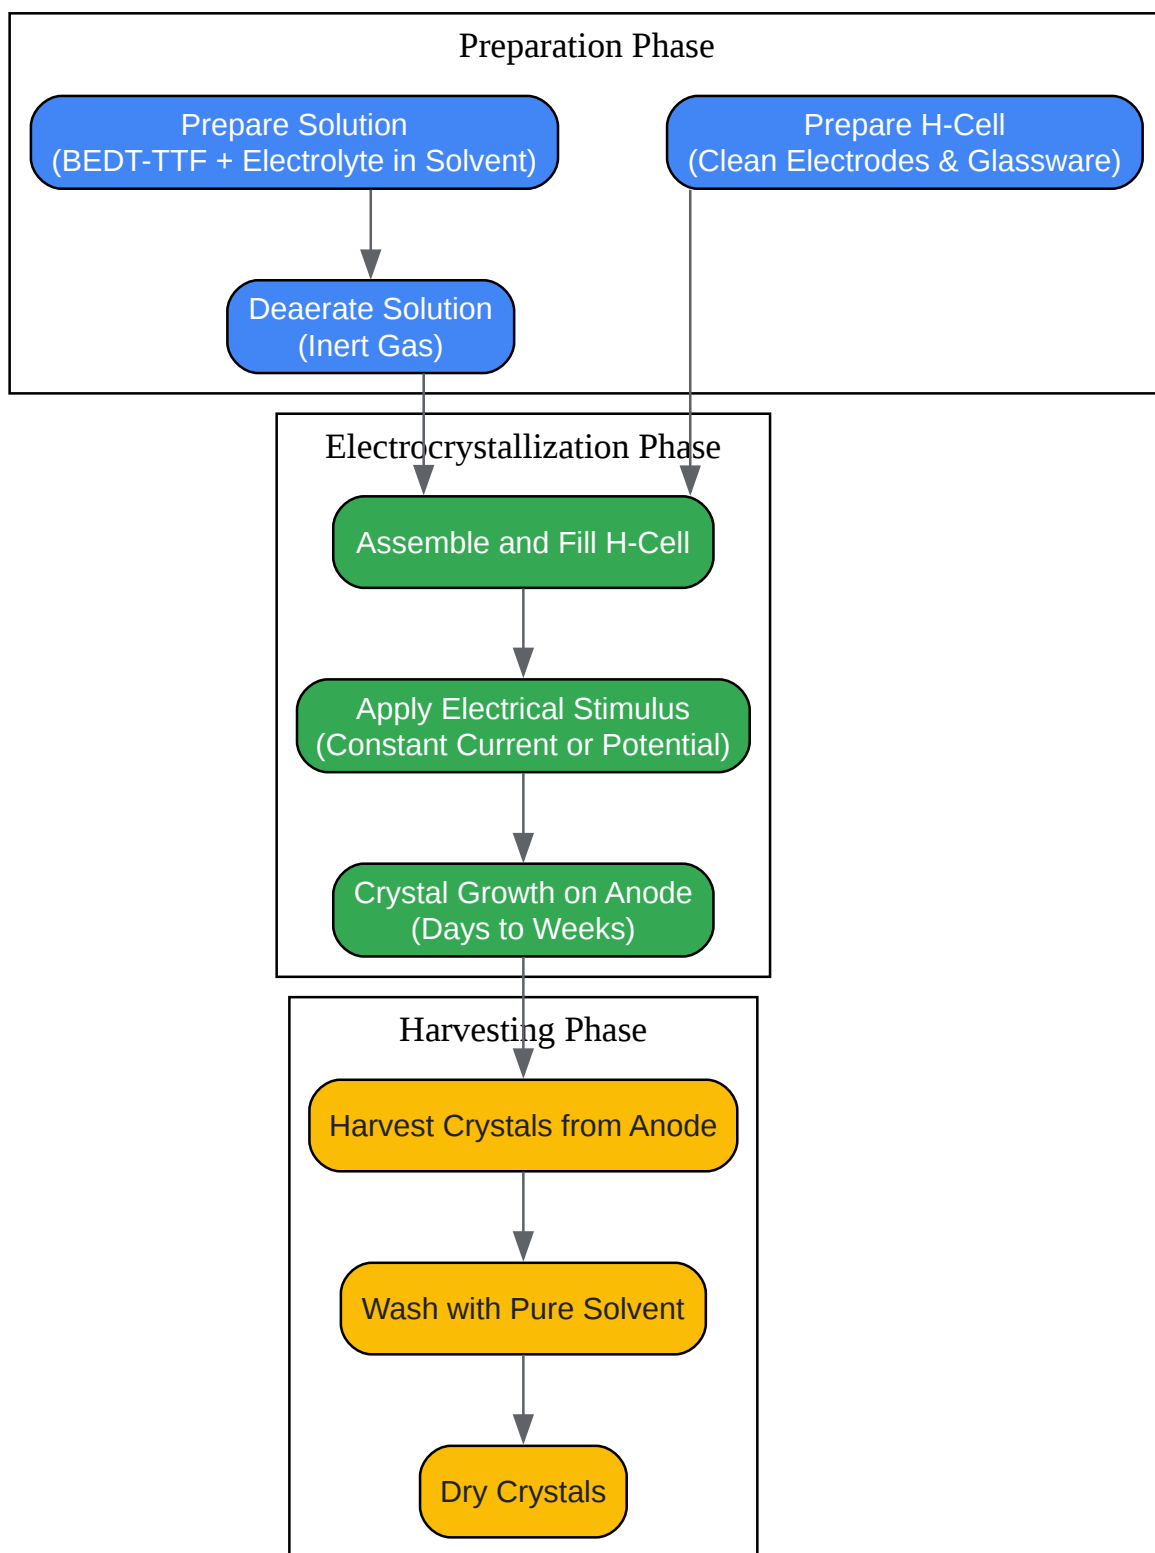 Preparation Phase
Prepare Solution
(BEDT-TTF + Electrolyte in Solvent)
Prepare H-Cell
(Clean Electrodes & Glassware)
Deaerate Solution
(Inert Gas)
Electrocrystallization Phase
Assemble and Fill H-Cell
Apply Electrical Stimulus
(Constant Current or Potential)
Crystal Growth on Anode
(Days to Weeks)
Harvesting Phase
Harvest Crystals from Anode
Wash with Pure Solvent
Dry Crystals